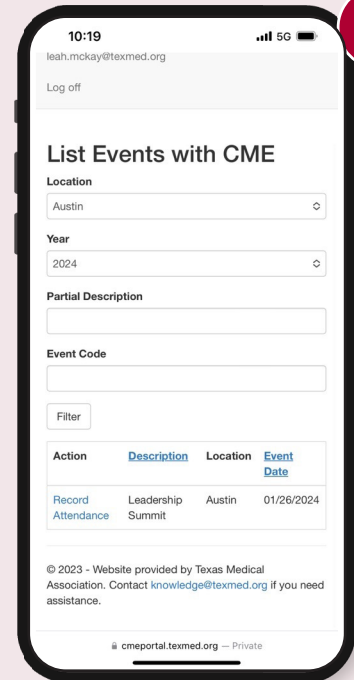 10:19 5G
leah.mckay@texmed.org
Log off
List Events with CME
Location
Austin
Year
2024
Partial Description
Event Code
Filter
Action Description Location Event
Date
Record Leadership Austin 01/26/2024
Attendance Summit
© 2023 - Website provided by Texas Medical
Association. Contact knowledge@texmed.org if you need
assistance.
cmeportal.texmed.org — Private